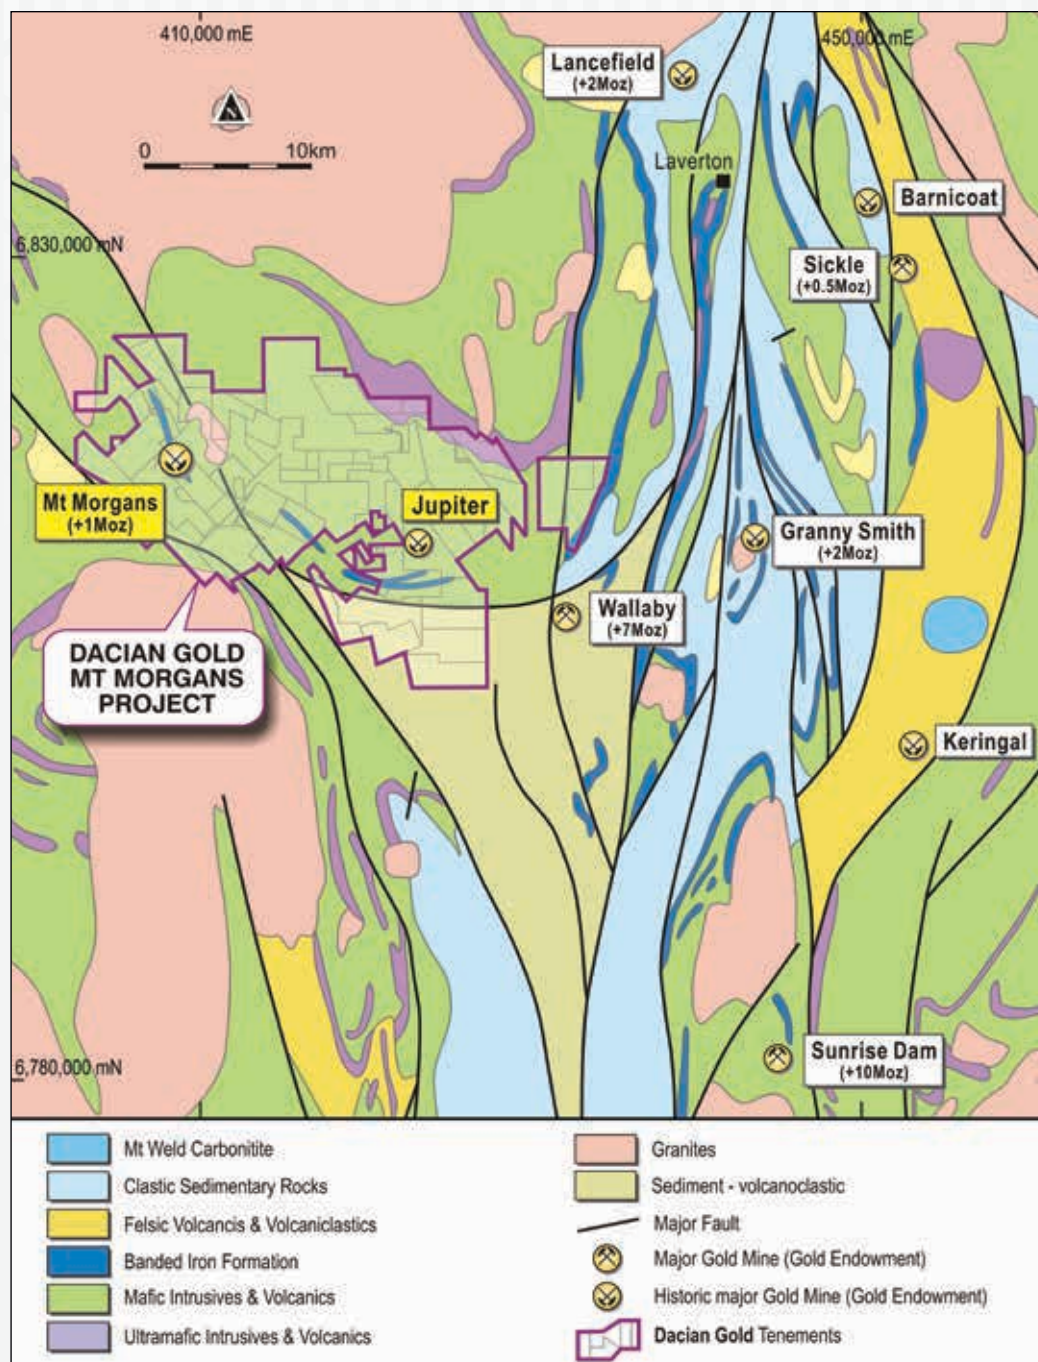 410,000 mE
450,000 mE
Lancefield
(+2Moz)
N
0 10km
Laverton
Barnicoat
6,830,000 mN
Sickle
(+0.5Moz)
Mt Morgans
(+1Moz)
Jupiter
Granny Smith
(+2Moz)
Wallaby
(+7Moz)
DACIAN GOLD
MT MORGANS
PROJECT
Keringal
Sunrise Dam
(+10Moz)
6,780,000 mN
Mt Weld Carbonitite
Clastic Sedimentary Rocks
Felsic Volcancis & Volcaniclastics
Banded Iron Formation
Mafic Intrusives & Volcanics
Ultramafic Intrusives & Volcanics
Granites
Sediment - volcanoclastic
Major Fault
Major Gold Mine (Gold Endowment)
Historic major Gold Mine (Gold Endowment)
Dacian Gold Tenements